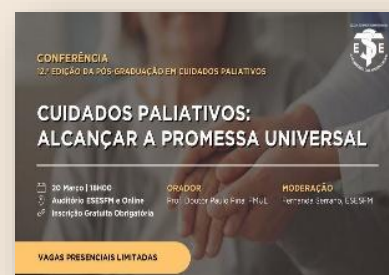 CONFERÊNCIA
12.ª EDIÇÃO DA PÓS-GRADUAÇÃO EM CUIDADOS PALIATIVOS
CUIDADOS PALIATIVOS:
ALCANÇAR A PROMESSA UNIVERSAL
20 Março | 18H00
Auditório ESESFM e Online
Inscrição Gratuita Obrigatória
ORADOR
Prof. Doutor Paulo Pina, FMUL
MODERAÇÃO
Fernanda Serrano, ESESFM
VAGAS PRESENCIAIS LIMITADAS
E S E